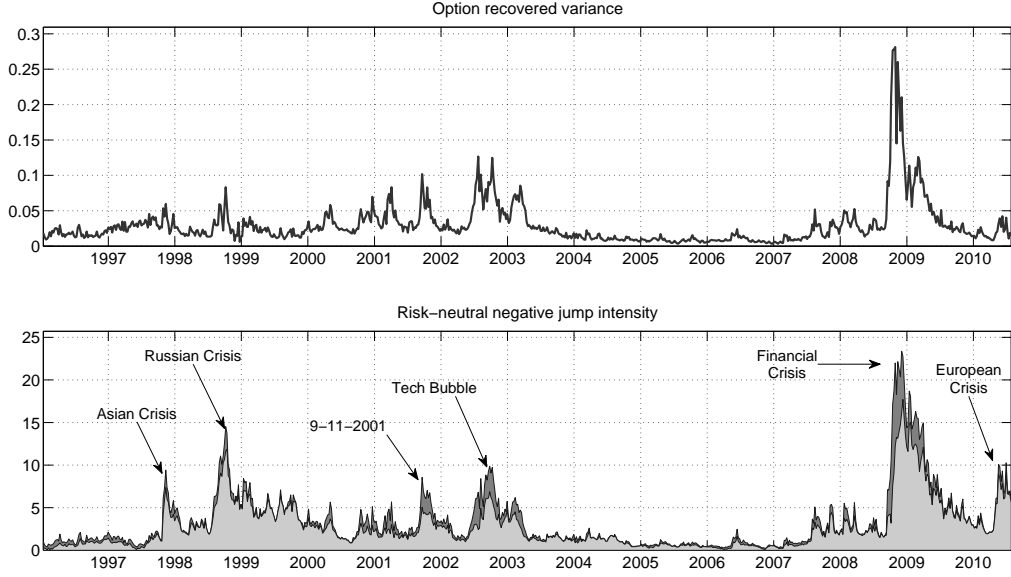 Option recovered variance
0.3
0.25
0.2
0.15
0.1
0.05
0
1997 1998 1999 2000 2001 2002 2003 2004 2005 2006 2007 2008 2009 2010
Risk−neutral negative jump intensity
25
20
15
10
5
0
Asian Crisis
Russian Crisis
9−11−2001
Tech Bubble
Financial
Crisis
European
Crisis
1997 1998 1999 2000 2001 2002 2003 2004 2005 2006 2007 2008 2009 2010